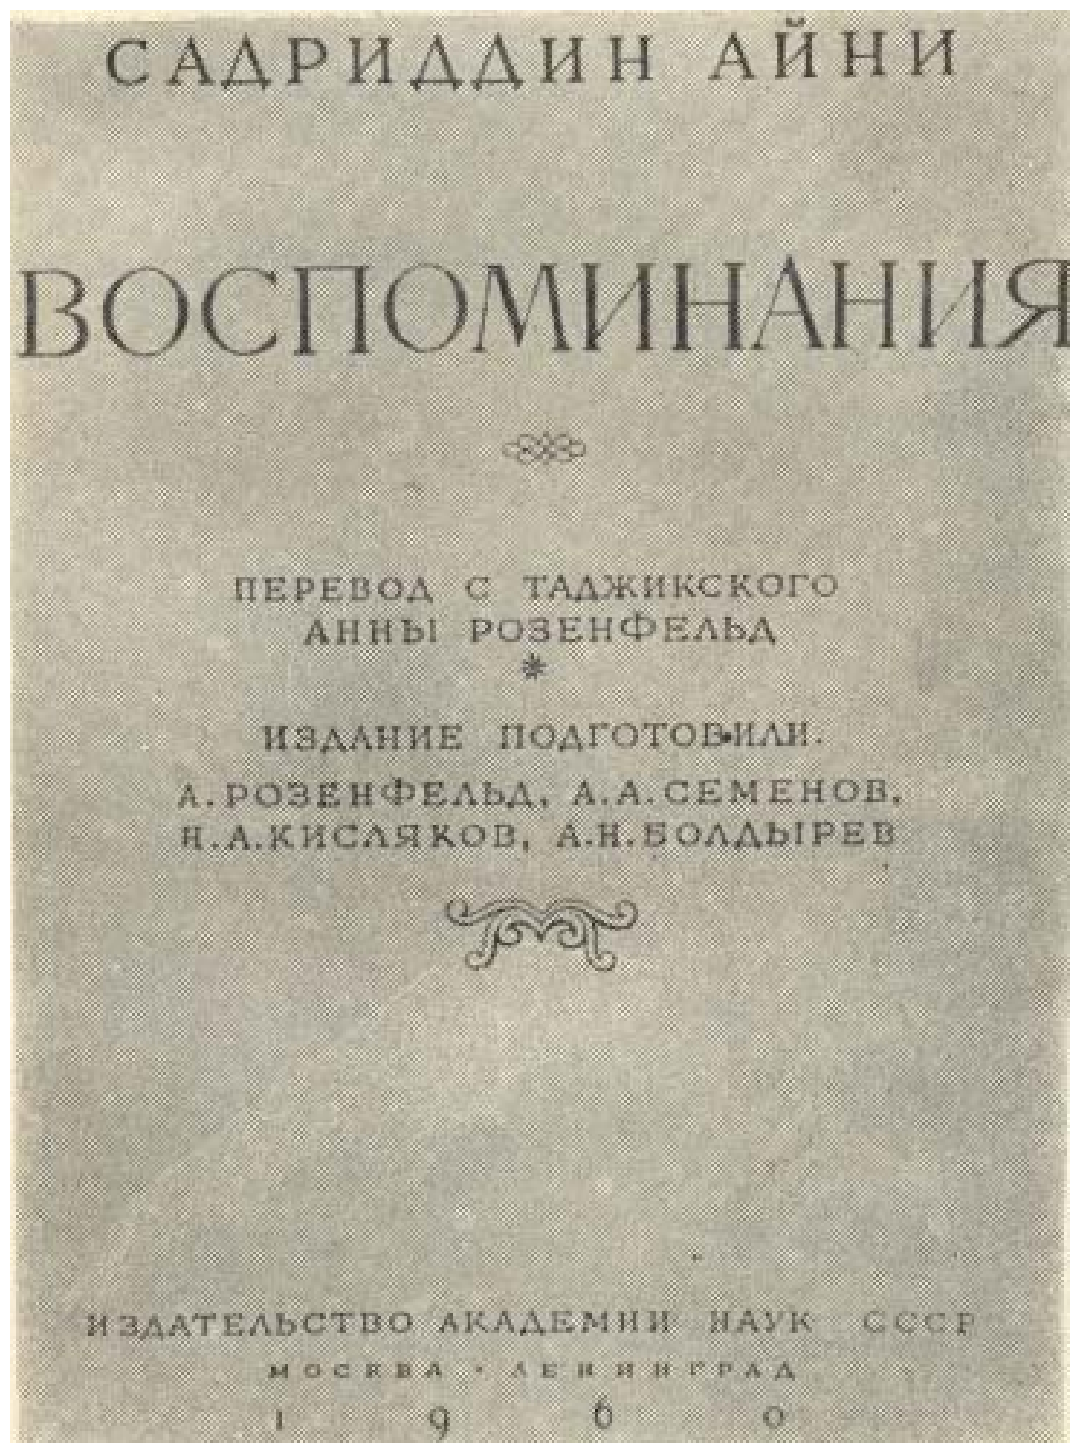 САДРИДДИН АЙНИ
ВОСПОМИНАНИЯ
ПЕРЕВОД С ТАДЖИКСКОГО
АННЫ РОЗЕНФЕЛЬД
*
ИЗДАНИЕ ПОДГОТОВИЛИ.
А. РОЗЕНФЕЛЬД, А.А. СЕМЕНОВ,
Н.А. КИСЛЯКОВ, А.Н. БОЛДЫРЕВ
ИЗДАТЕЛЬСТВО АКАДЕМИИ НАУК СССР
МОСКВА · ЛЕНИНГРАД
1960